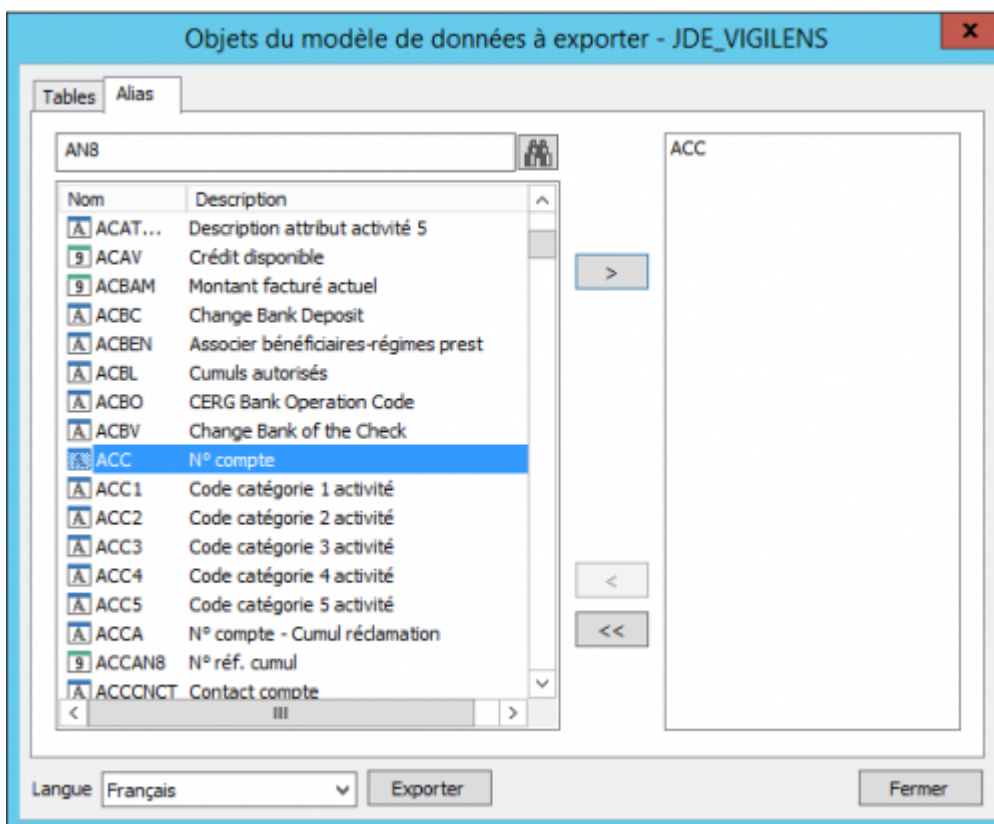 Objets du modèle de données à exporter - JDE_VIGILENS
x
Tables Alias
AN8
ACC
Nom Description
ACAT... Description attribut activité 5
ACAV Crédit disponible
ACBAM Montant facturé actuel
ACBC Change Bank Deposit
ACBEN Associer bénéficiaires-régimes prest
ACBL Cumuls autorisés
ACBO CERG Bank Operation Code
ACBV Change Bank of the Check
ACC N° compte
ACC1 Code catégorie 1 activité
ACC2 Code catégorie 2 activité
ACC3 Code catégorie 3 activité
ACC4 Code catégorie 4 activité
ACC5 Code catégorie 5 activité
ACCA N° compte - Cumul réclamation
ACCAN8 N° réf. cumul
ACCCNCT Contact compte
>
<
<<
Langue Français Exporter Fermer